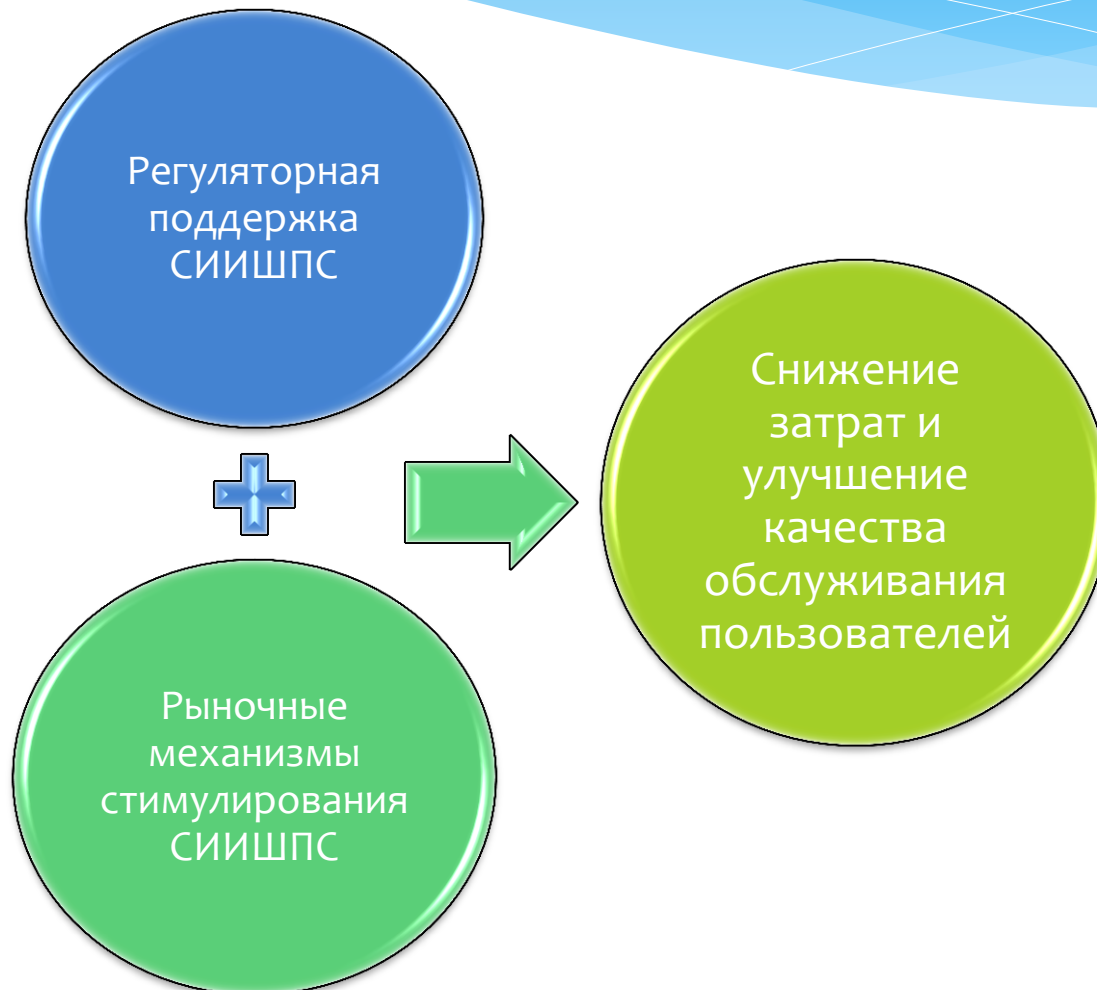 Регуляторная
поддержка
СИИШПС
Рыночные
механизмы
стимулирования
СИИШПС
Снижение
затрат и
улучшение
качества
обслуживания
пользователей